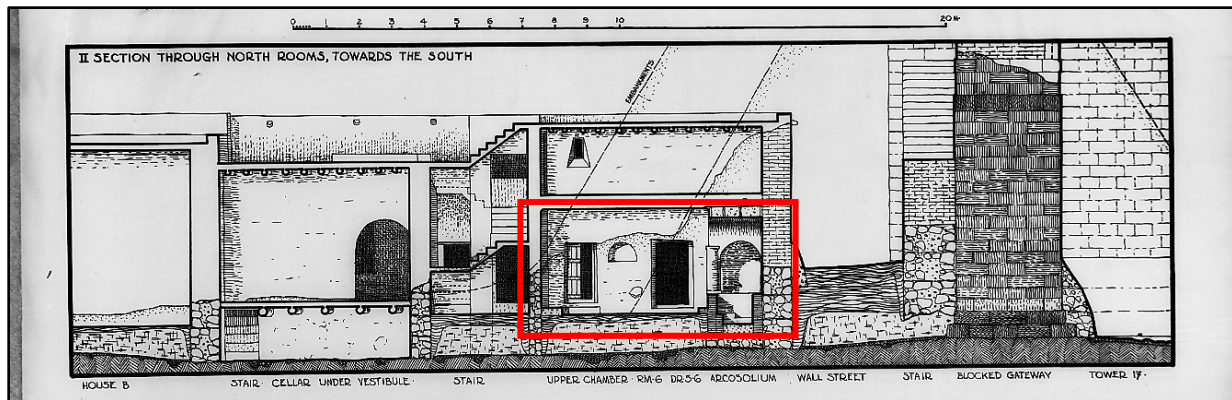 0 1 2 3 4 5 6 7 8 9 10 20 M.
II SECTION THROUGH NORTH ROOMS, TOWARDS THE SOUTH
EMBANKMENTS
HOUSE B STAIR· CELLAR UNDER VESTIBULE· STAIR UPPER CHAMBER · RM·6 DR·5·6 ARCOSOLIUM WALL STREET STAIR BLOCKED GATEWAY TOWER 17·